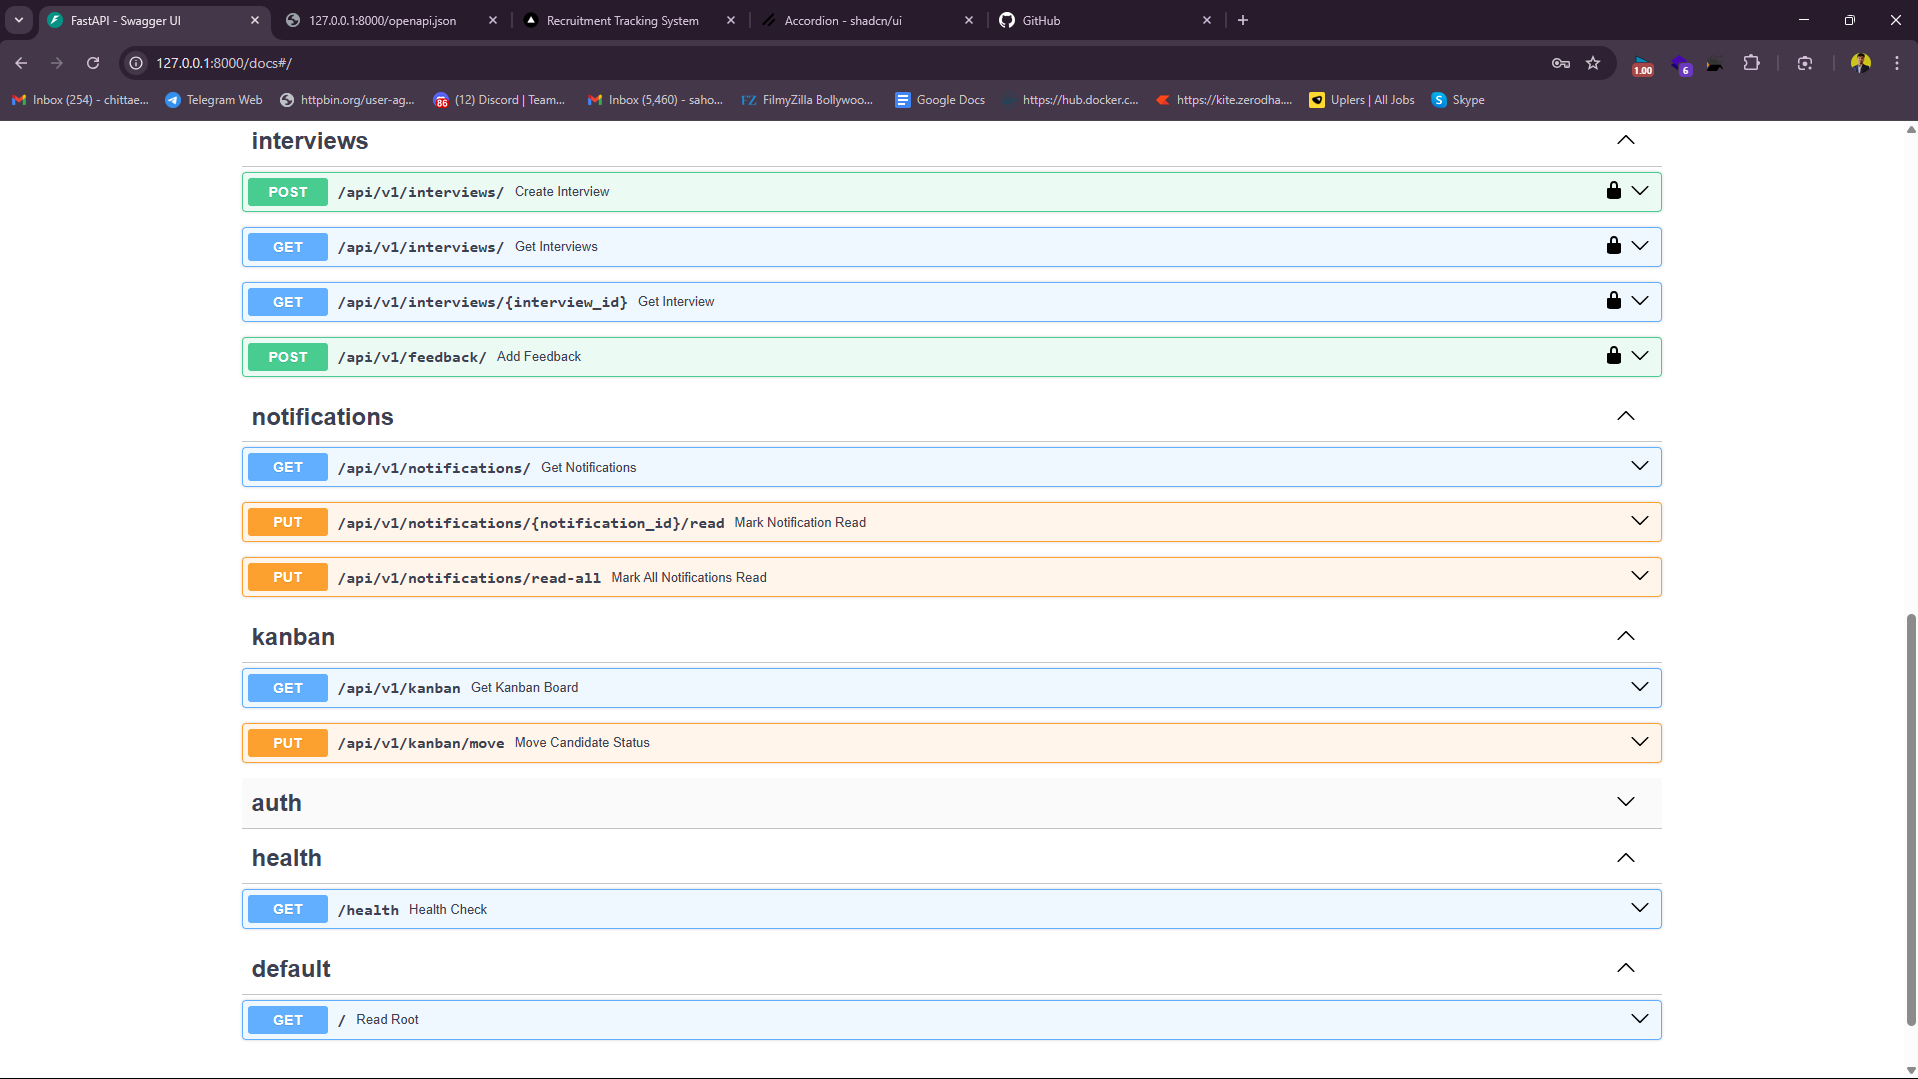 FastAPI - Swagger UI
127.0.0.1:8000/openapi.json
Recruitment Tracking System
Accordion - shadcn/ui
GitHub
127.0.0.1:8000/docs#/
1.00
6
Inbox (254) - chittae...
Telegram Web
httpbin.org/user-ag...
86
(12) Discord | Team...
Inbox (5,460) - saho...
FZ
FilmyZilla Bollywoo...
Google Docs
https://hub.docker.c...
https://kite.zerodha....
Uplers | All Jobs
S
Skype
interviews
POST /api/v1/interviews/ Create Interview
GET /api/v1/interviews/ Get Interviews
GET /api/v1/interviews/{interview_id} Get Interview
POST /api/v1/feedback/ Add Feedback
notifications
GET /api/v1/notifications/ Get Notifications
PUT /api/v1/notifications/{notification_id}/read Mark Notification Read
PUT /api/v1/notifications/read-all Mark All Notifications Read
kanban
GET /api/v1/kanban Get Kanban Board
PUT /api/v1/kanban/move Move Candidate Status
auth
health
GET /health Health Check
default
GET / Read Root